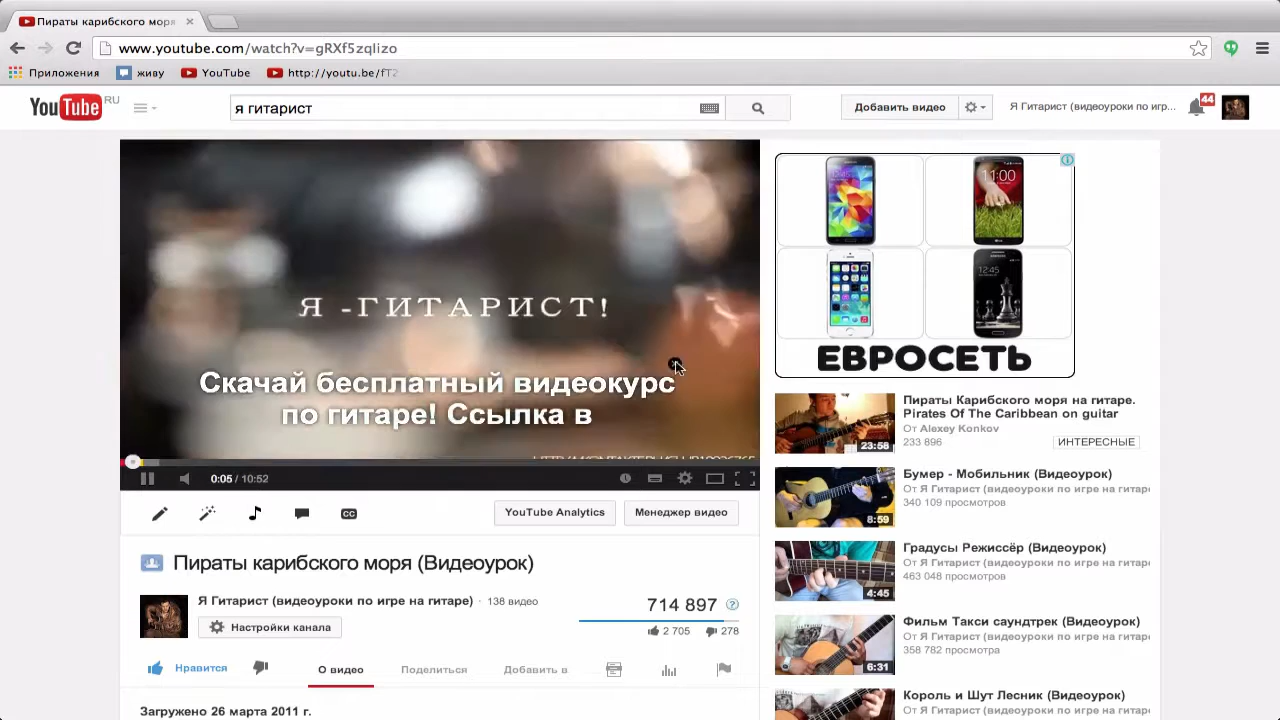 Пираты карибского моря
www.youtube.com/watch?v=gRXf5zqlizo
Приложения живу YouTube http://youtu.be/fT2
YouTube RU
я гитарист
Добавить видео
Я Гитарист (видеоуроки по игр...
44
Я -ГИТАРИСТ!
Скачай бесплатный видеокурс
по гитаре! Ссылка в
0:05 / 10:52
YouTube Analytics
Менеджер видео
CC
Пираты карибского моря (Видеоурок)
Я Гитарист (видеоуроки по игре на гитаре) · 138 видео
Настройки канала
714 897
2 705 278
Нравится
О видео
Поделиться
Добавить в
Загружено 26 марта 2011 г.
11:00
12:45
ЕВРОСЕТЬ
Пираты Карибского моря на гитаре.
Pirates Of The Caribbean on guitar
От Alexey Konkov
233 896
ИНТЕРЕСНЫЕ
23:58
Бумер - Мобильник (Видеоурок)
От Я Гитарист (видеоуроки по игре на гитаре
340 109 просмотров
8:59
Градусы Режиссёр (Видеоурок)
От Я Гитарист (видеоуроки по игре на гитаре
463 048 просмотров
4:45
Фильм Такси саундтрек (Видеоурок)
От Я Гитарист (видеоуроки по игре на гитаре
358 782 просмотра
6:31
Король и Шут Лесник (Видеоурок)
От Я Гитарист (видеоуроки по игре на гитаре